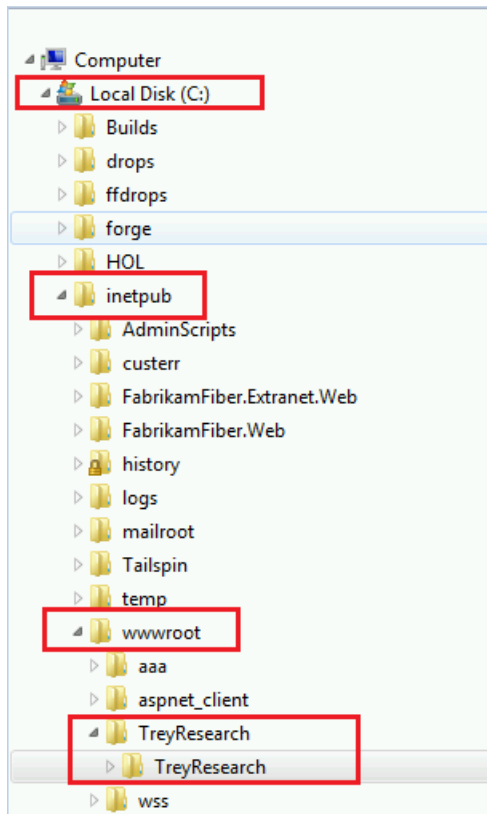 Computer
Local Disk (C:)
Builds
drops
ffdrops
forge
HOL
inetpub
AdminScripts
custerr
FabrikamFiber.Extranet.Web
FabrikamFiber.Web
history
logs
mailroot
Tailspin
temp
wwwroot
aaa
aspnet_client
TreyResearch
TreyResearch
wss